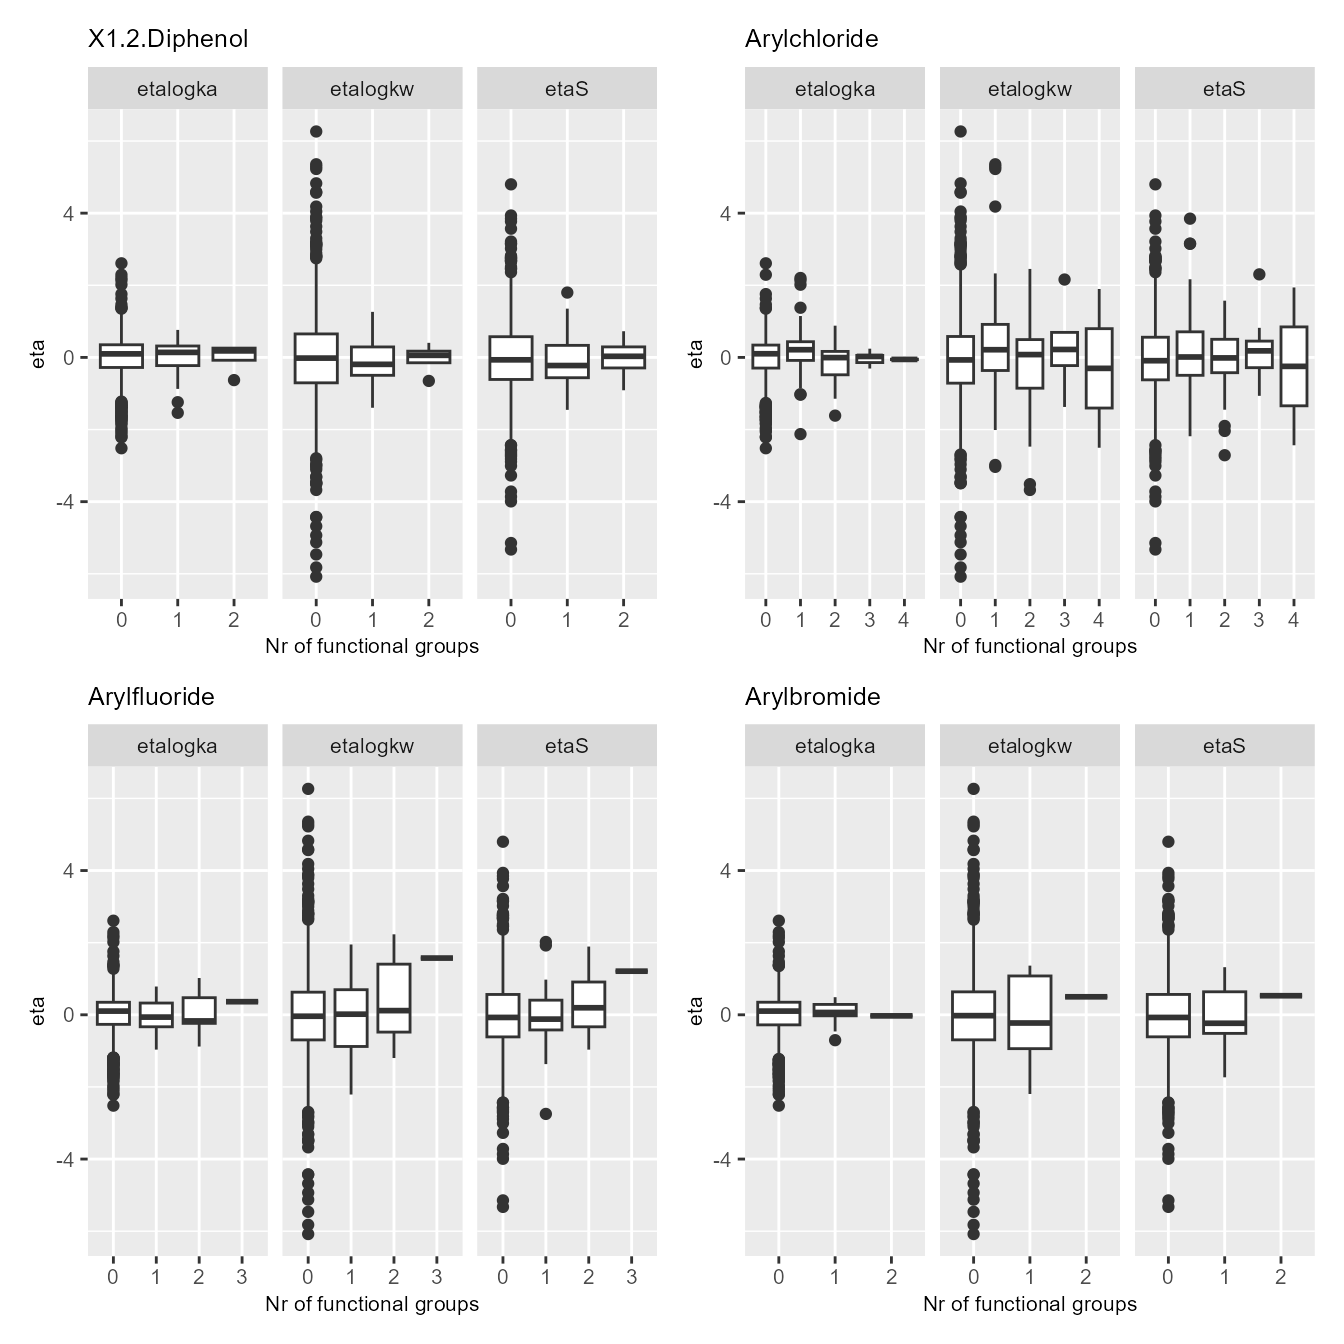 X1.2.Diphenol
etalogka etalogkw etaS
eta
4
0
-4
0 1 2 0 1 2 0 1 2
Nr of functional groups
Arylchloride
etalogka etalogkw etaS
eta
4
0
-4
0 1 2 3 4 0 1 2 3 4 0 1 2 3 4
Nr of functional groups
Arylfluoride
etalogka etalogkw etaS
eta
4
0
-4
0 1 2 3 0 1 2 3 0 1 2 3
Nr of functional groups
Arylbromide
etalogka etalogkw etaS
eta
4
0
-4
0 1 2 0 1 2 0 1 2
Nr of functional groups